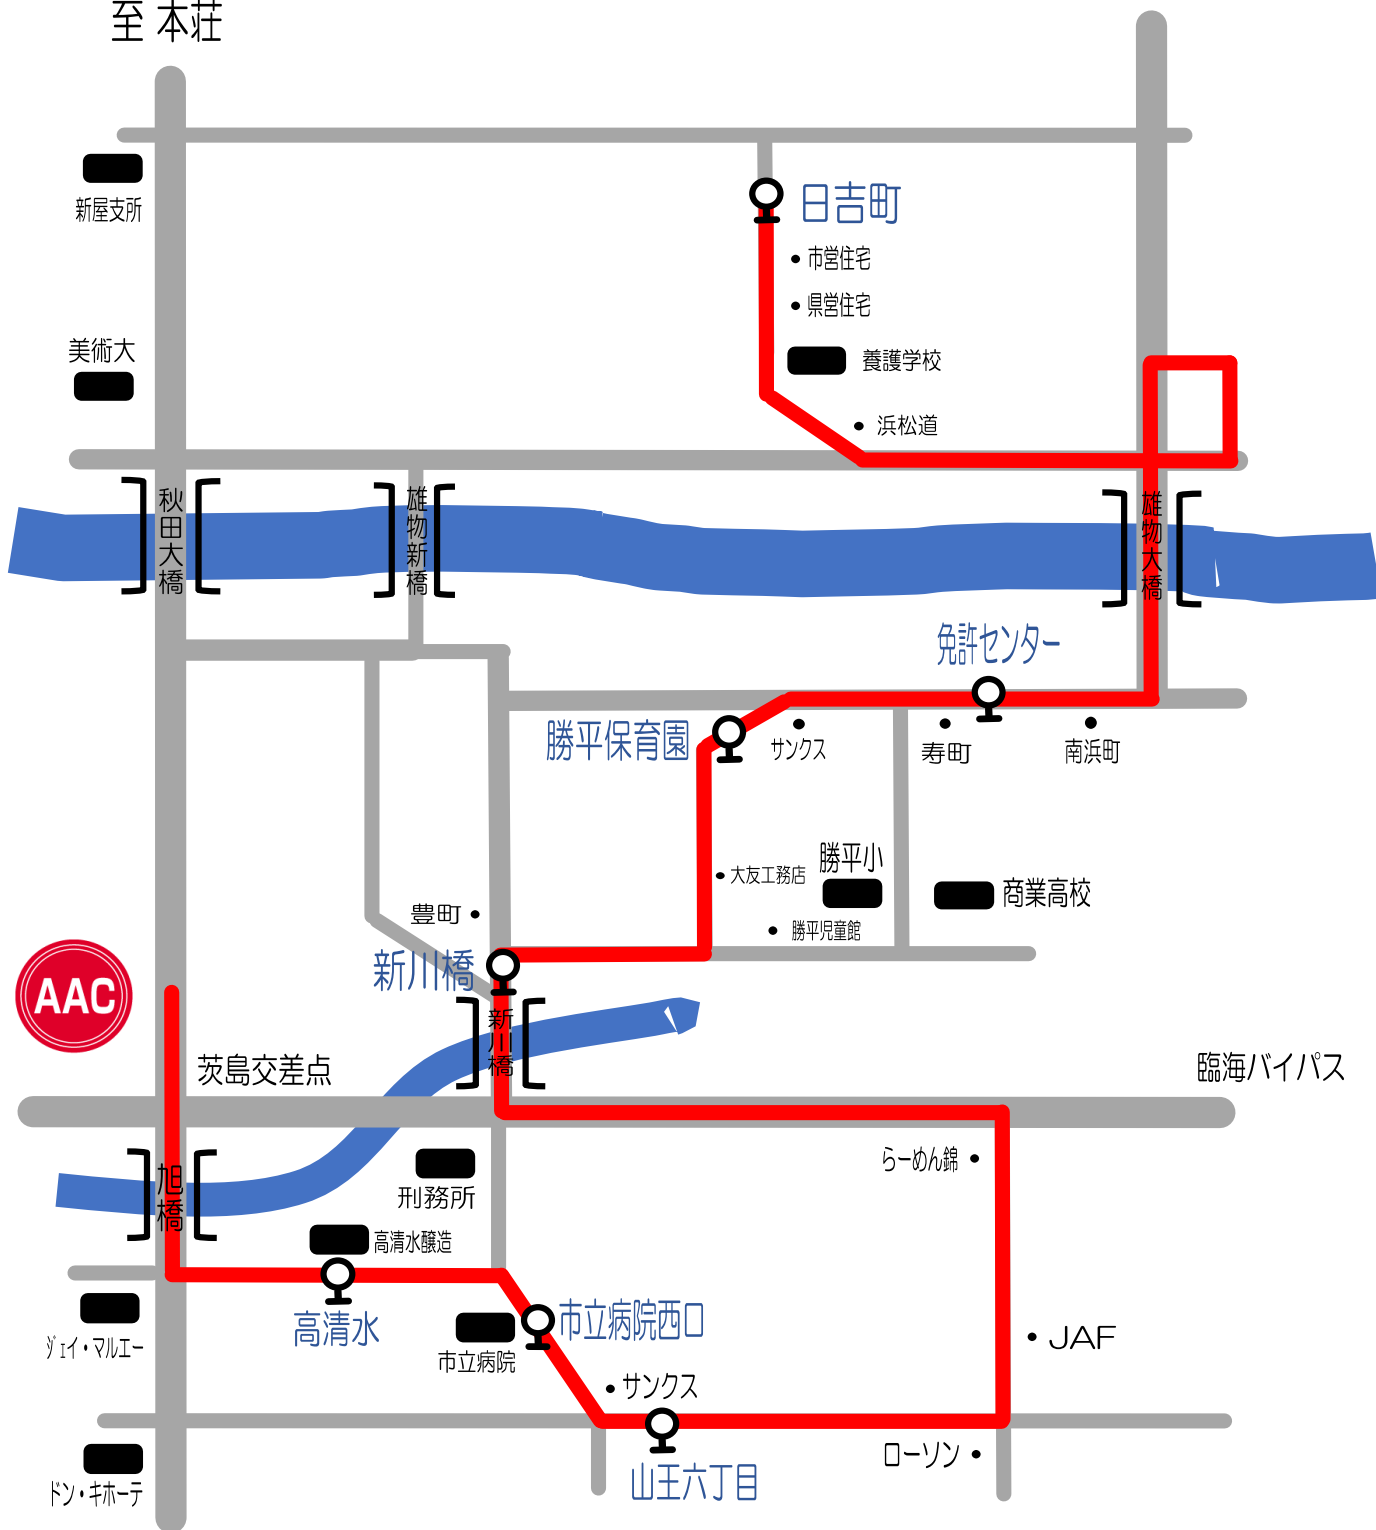 至 本荘
新屋支所
日吉町
市営住宅
県営住宅
美術大
養護学校
浜松道
秋田大橋
雄物新橋
雄物大橋
免許センター
勝平保育園
サンクス
寿町
南浜町
大友工務店
勝平小
商業高校
豊町
勝平児童館
新川橋
AAC
新川橋
茨島交差点
臨海バイパス
旭橋
刑務所
らーめん錦
高清水醸造
高清水
市立病院西口
ジェイ・マルエー
市立病院
JAF
サンクス
ローソン
山王六丁目
ドン・キホーテ